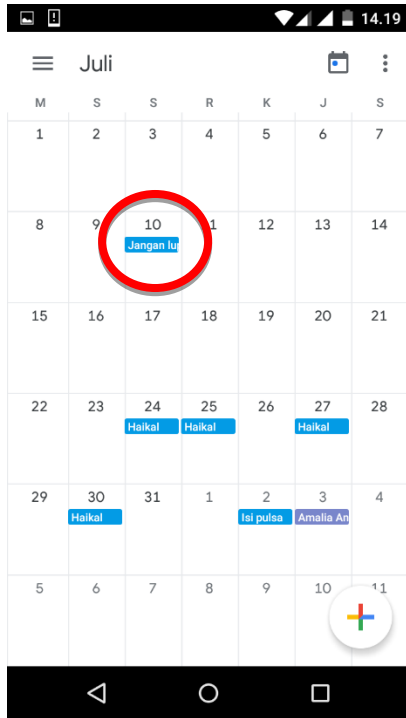 14.19
Juli
M S S R K J S
1 2 3 4 5 6 7
8 9 10 1 12 13 14
Jangan lu
15 16 17 18 19 20 21
22 23 24 25 26 27 28
Haikal Haikal Haikal
29 30 31 1 2 3 4
Haikal Isi pulsa Amalia An
5 6 7 8 9 10 11